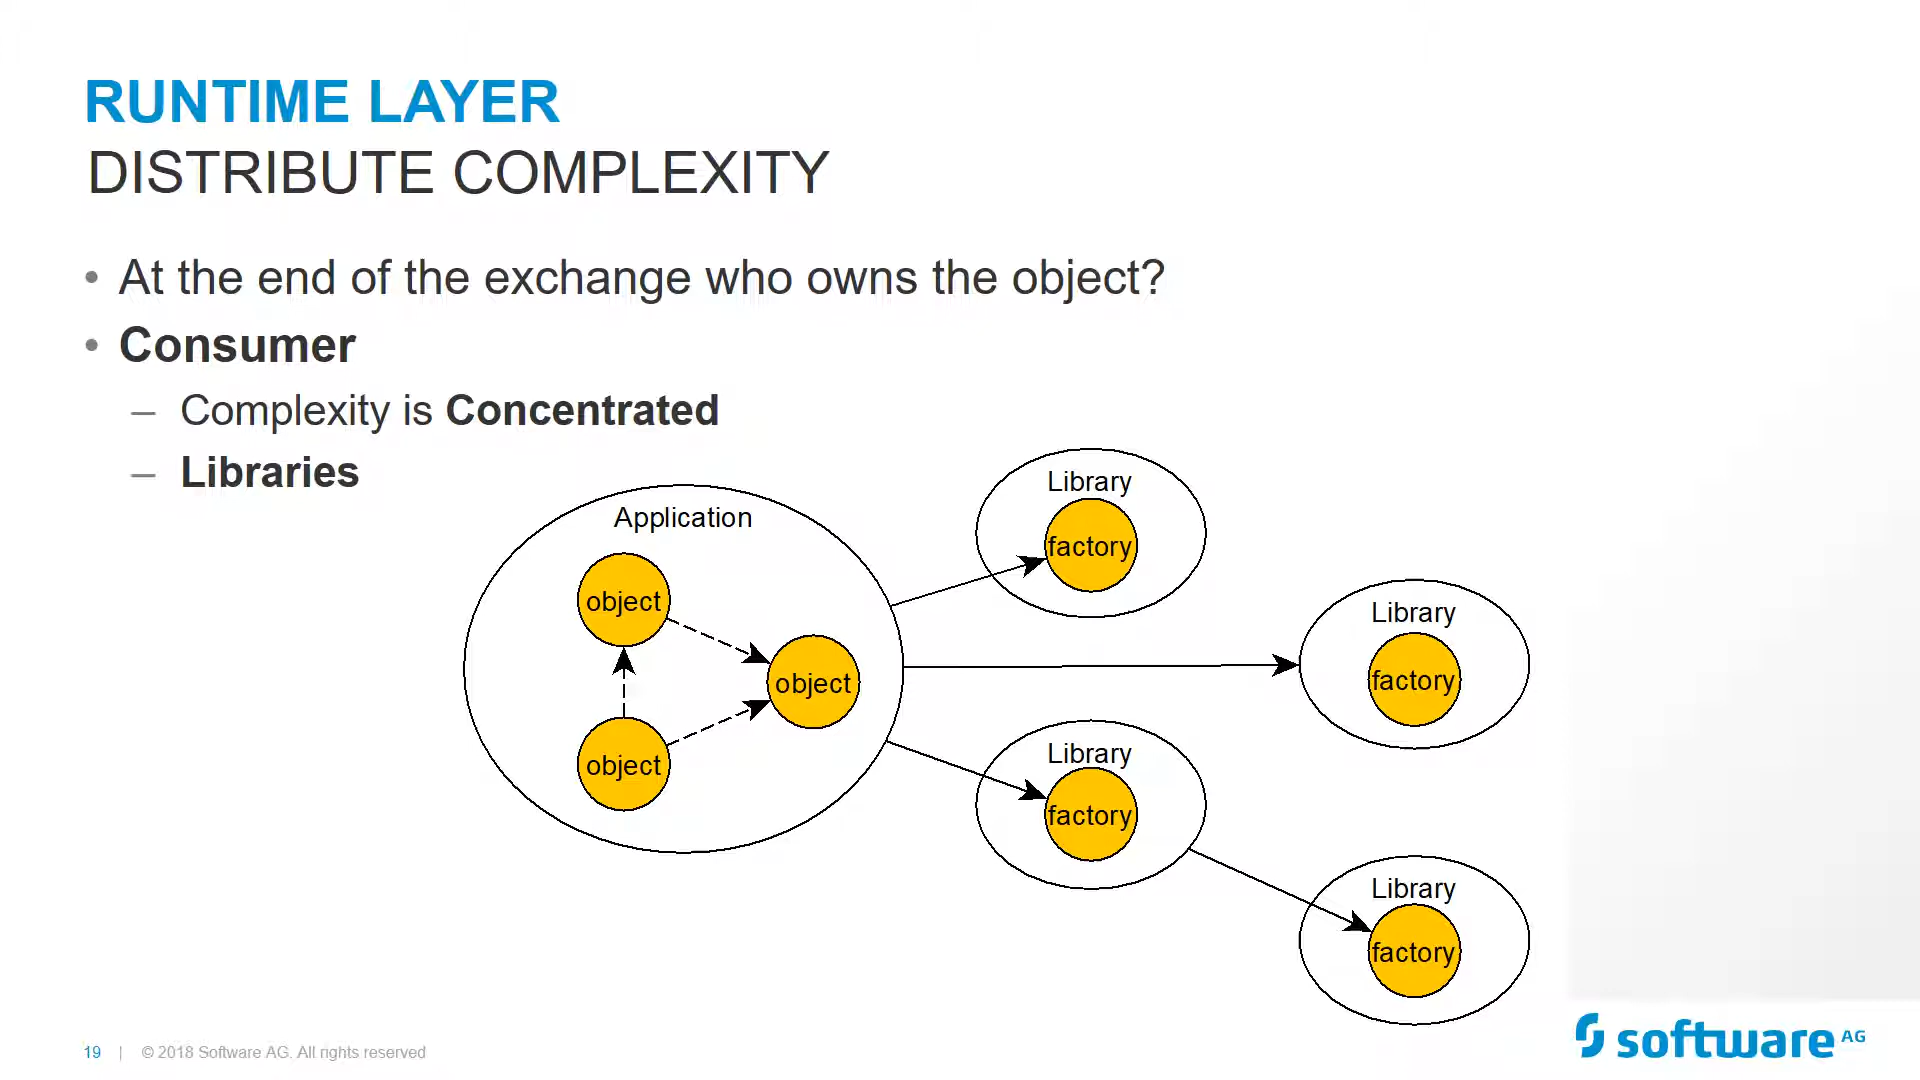 RUNTIME LAYER
DISTRIBUTE COMPLEXITY
• At the end of the exchange who owns the object?
• Consumer
– Complexity is Concentrated
– Libraries
Application
object
object
object
Library
factory
Library
factory
Library
factory
Library
factory
19 | © 2018 Software AG. All rights reserved
software AG